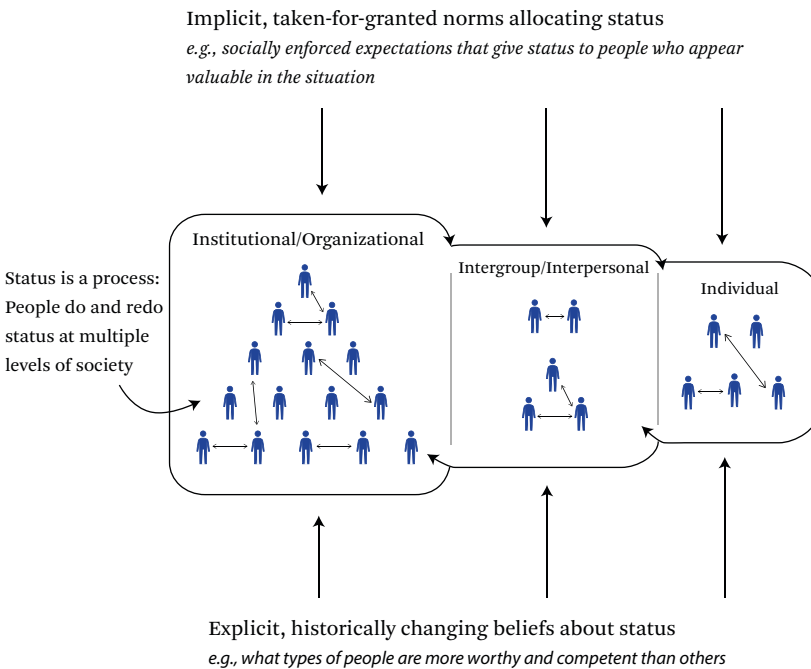 Implicit, taken-for-granted norms allocating status
e.g., socially enforced expectations that give status to people who appear
valuable in the situation
Institutional/Organizational
Intergroup/Interpersonal
Individual
Status is a process:
People do and redo
status at multiple
levels of society
Explicit, historically changing beliefs about status
e.g., what types of people are more worthy and competent than others